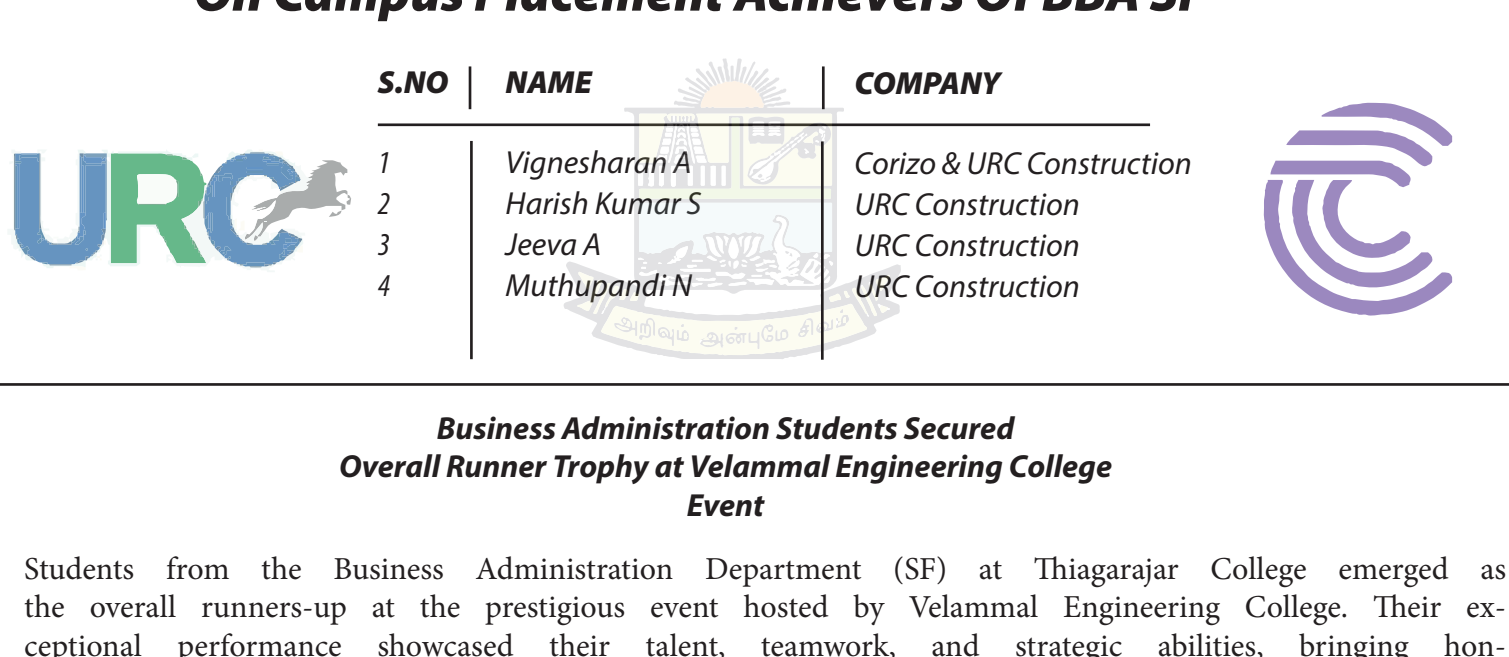 On Campus Placement Achievers Of BBA SF
S.NO NAME COMPANY
URC
1 Vignesharan A Corizo & URC Construction
2 Harish Kumar S URC Construction
3 Jeeva A URC Construction
4 Muthupandi N URC Construction
அறிவும் அன்புமே சிவம்
Business Administration Students Secured
Overall Runner Trophy at Velammal Engineering College
Event
Students from the Business Administration Department (SF) at Thiagarajar College emerged as
the overall runners-up at the prestigious event hosted by Velammal Engineering College. Their ex-
ceptional performance showcased their talent, teamwork, and strategic abilities, bringing hon-